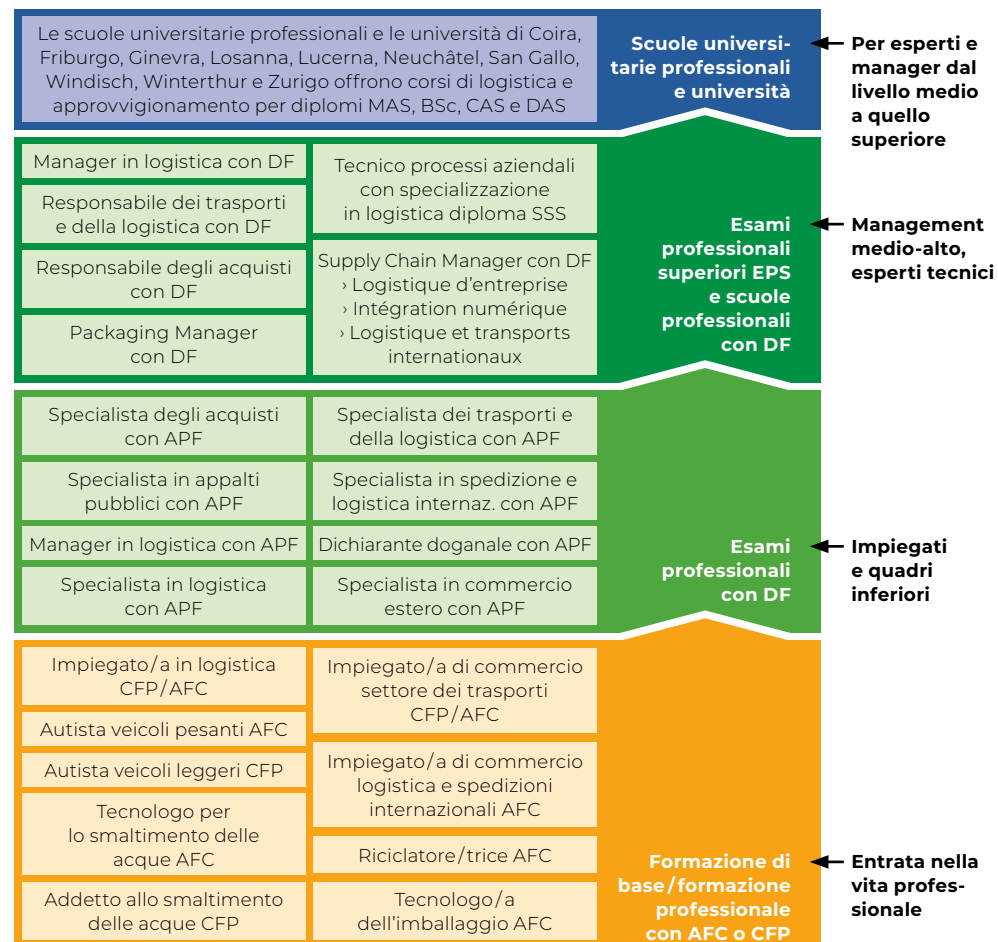 Le scuole universitarie professionali e le università di Coira,
Friburgo, Ginevra, Losanna, Lucerna, Neuchâtel, San Gallo,
Windisch, Winterthur e Zurigo offrono corsi di logistica e
approvvigionamento per diplomi MAS, BSc, CAS e DAS
Scuole universi-
tarie professionali
e università
Per esperti e
manager dal
livello medio
a quello
superiore
Manager in logistica con DF
Responsabile dei trasporti
e della logistica con DF
Responsabile degli acquisti
con DF
Packaging Manager
con DF
Tecnico processi aziendali
con specializzazione
in logistica diploma SSS
Supply Chain Manager con DF
› Logistique d'entreprise
› Intégration numérique
› Logistique et transports
internationaux
Esami
professionali
superiori EPS
e scuole
professionali
con DF
Management
medio-alto,
esperti tecnici
Specialista degli acquisti
con APF
Specialista in appalti
pubblici con APF
Manager in logistica con APF
Specialista in logistica
con APF
Specialista dei trasporti e
della logistica con APF
Specialista in spedizione e
logistica internaz. con APF
Dichiarante doganale con APF
Specialista in commercio
estero con APF
Esami
professionali
con DF
Impiegati
e quadri
inferiori
Impiegato/a in logistica
CFP/AFC
Autista veicoli pesanti AFC
Autista veicoli leggeri CFP
Tecnologo per
lo smaltimento delle
acque AFC
Addetto allo smaltimento
delle acque CFP
Impiegato/a di commercio
settore dei trasporti
CFP/AFC
Impiegato/a di commercio
logistica e spedizioni
internazionali AFC
Riciclatore/trice AFC
Tecnologo/a
dell'imballaggio AFC
Formazione di
base/formazione
professionale
con AFC o CFP
Entrata nella
vita profes-
sionale